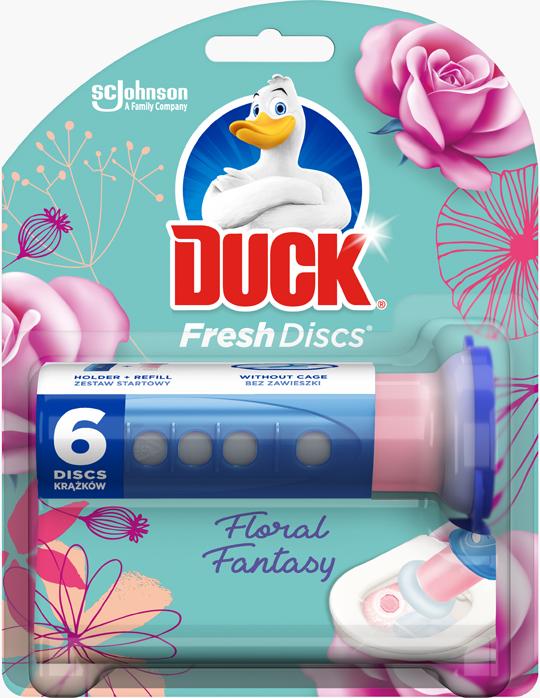 SC Johnson
A Family Company
DUCK®
Fresh Discs®
HOLDER + REFILL
ZESTAW STARTOWY
WITHOUT CAGE
BEZ ZAWIESZKI
6
DISCS
KRĄŻKÓW
Floral
Fantasy